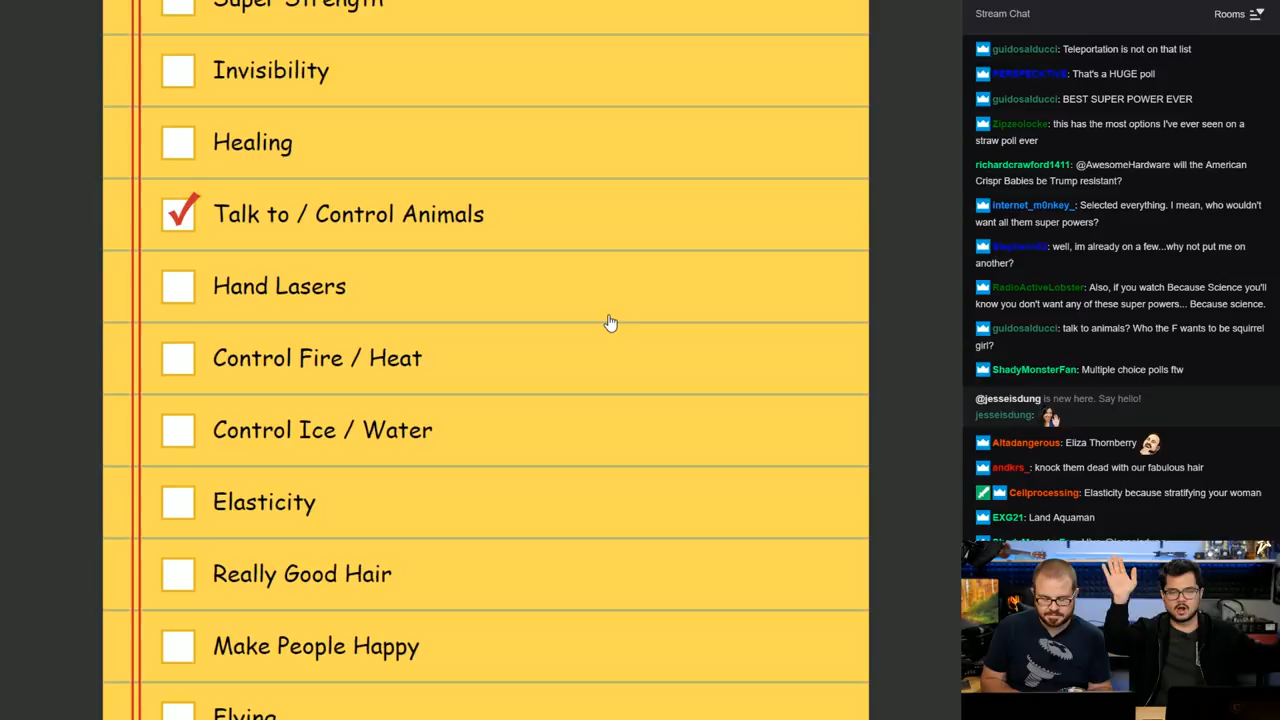 Super Strength
Invisibility
Healing
Talk to / Control Animals
Hand Lasers
Control Fire / Heat
Control Ice / Water
Elasticity
Really Good Hair
Make People Happy
Flying
Stream Chat
Rooms
guidosalducci: Teleportation is not on that list
PERSPECKTIVE: That's a HUGE poll
guidosalducci: BEST SUPER POWER EVER
Zipzeolocke: this has the most options I've ever seen on a
straw poll ever
richardcrawford1411: @AwesomeHardware will the American
Crispr Babies be Trump resistant?
internet_m0nkey_: Selected everything. I mean, who wouldn't
want all them super powers?
well, im already on a few...why not put me on
another?
RadioActiveLobster: Also, if you watch Because Science you'll
know you don't want any of these super powers... Because science.
guidosalducci: talk to animals? Who the F wants to be squirrel
girl?
ShadyMonsterFan: Multiple choice polls ftw
@jesseisdung is new here. Say hello!
jesseisdung:
Altadangerous: Eliza Thornberry
andkrs_: knock them dead with our fabulous hair
Cellprocessing: Elasticity because stratifying your woman
EXG21: Land Aquaman